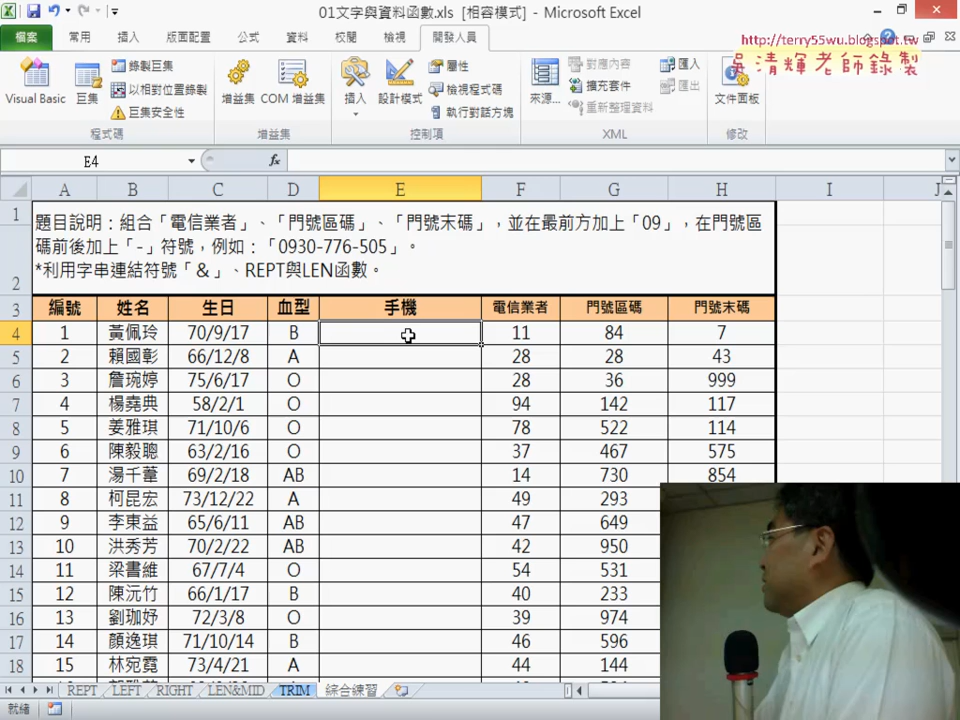 01文字與資料函數.xls [相容模式] - Microsoft Excel
http://terry55wu.blogspot.tw
吳清輝老師錄製
檔案 常用 插入 版面配置 公式 資料 校閱 檢視 開發人員
Visual Basic 巨集 錄製巨集 以相對位置錄製 巨集安全性 增益集 COM 增益集 插入 設計模式 屬性 檢視程式碼 執行對話方塊 來源... 對應內容 擴充套件 重新整理資料 匯入 匯出 文件面板
程式碼 增益集 控制項 XML 修改
E4 fx
A B C D E F G H I J
1 題目說明：組合「電信業者」、「門號區碼」、「門號末碼」，並在最前方加上「09」，在門號區
碼前後加上「-」符號，例如：「0930-776-505」。
2 *利用字串連結符號「＆」、REPT與LEN函數。
3 編號 姓名 生日 血型 手機 電信業者 門號區碼 門號末碼
4 1 黃佩玲 70/9/17 B 11 84 7
5 2 賴國彰 66/12/8 A 28 28 43
6 3 詹琬婷 75/6/17 O 28 36 999
7 4 楊堯典 58/2/1 O 94 142 117
8 5 姜雅琪 71/10/6 O 78 522 114
9 6 陳毅聰 63/2/16 O 37 467 575
10 7 湯千葦 69/2/18 AB 14 730 854
11 8 柯昆宏 73/12/22 A 49 293
12 9 李東益 65/6/11 AB 47 649
13 10 洪秀芳 70/2/22 AB 42 950
14 11 梁書維 67/7/4 O 54 531
15 12 陳沅竹 66/1/17 B 40 233
16 13 劉珈妤 72/3/8 O 39 974
17 14 顏逸琪 71/10/14 B 46 596
18 15 林宛霓 73/4/21 A 44 144
REPT LEFT RIGHT LEN&MID TRIM 綜合練習
就緒